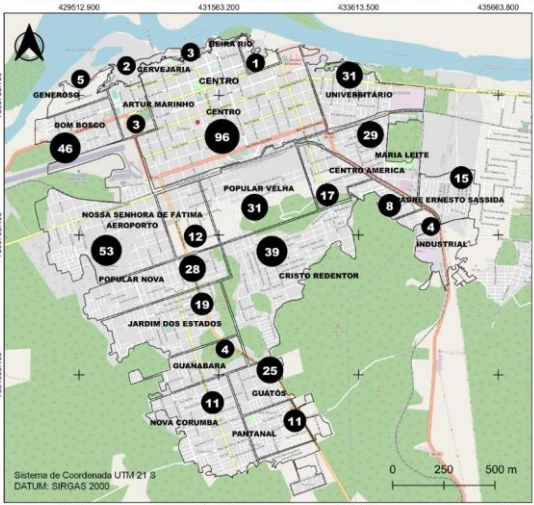 429512.900 431563.200 433613.500 435663.800
BEIRA RIO
3
2
CERVEJARIA
1
5
CENTRO
31
GENEROSO
UNIVERSITÁRIO
ARTUR MARINHO
CENTRO
DOM BOSCO
3
96
29
46
MARIA LEITE
CENTRO AMERICA
15
POPULAR VELHA
17
PADRE ERNESTO SASSIDA
8
31
NOSSA SENHORA DE FÁTIMA
AEROPORTO
4
12
INDUSTRIAL
53
39
28
CRISTO REDENTOR
POPULAR NOVA
19
JARDIM DOS ESTADOS
4
GUANABARA
25
GUATÓS
11
11
NOVA CORUMBA
PANTANAL
Sistema de Coordenada UTM 21 S
DATUM: SIRGAS 2000
0 250 500 m